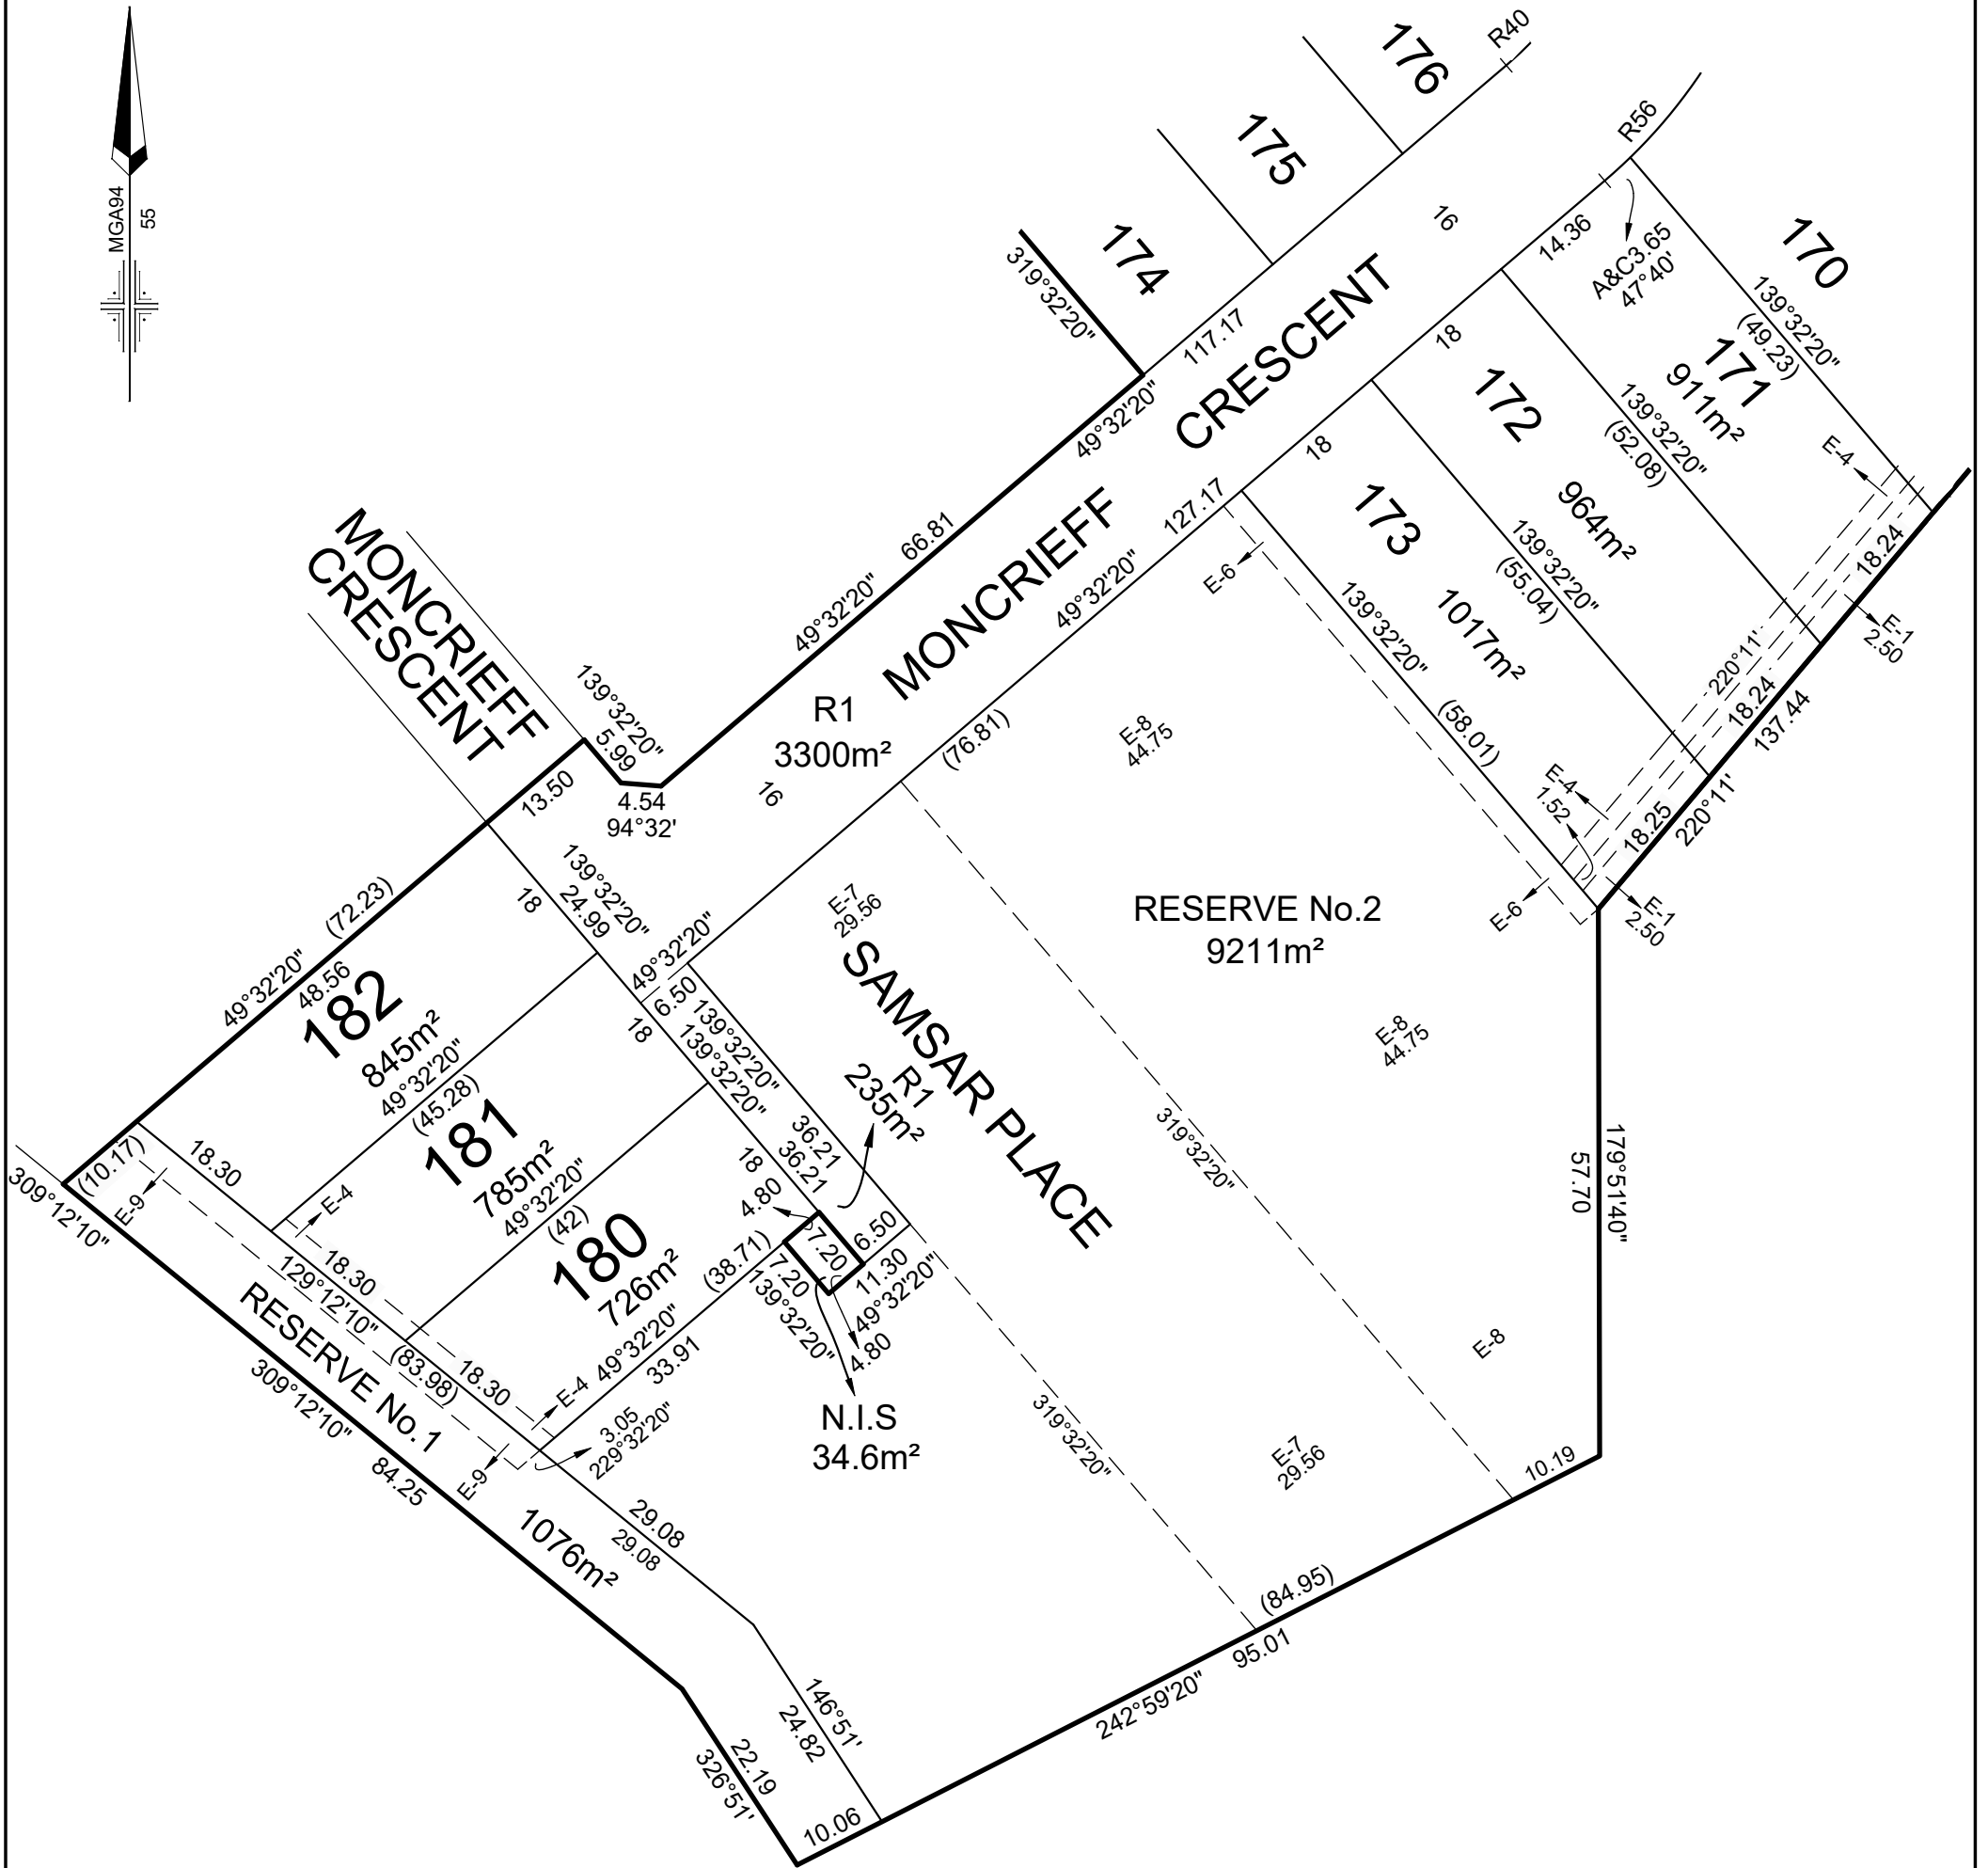 MGA94
55
176
R40
175
R56
174
319°32'20"
16
14.36
A&C3.65
47°40'
170
117.17
49°32'20"
CRESCENT
18
139°32'20"
(49.23)
171
911m²
172
139°32'20"
(52.08)
964m²
E-4
18
127.17
173
139°32'20"
(55.04)
1017m²
18.24
E-1
2.50
MONCRIEFF
CRESCENT
66.81
49°32'20"
MONCRIEFF
49°32'20"
E-6
139°32'20"
(58.01)
220°11'
18.24
137.44
139°32'20"
5.99
R1
3300m²
(76.81)
E-8
44.75
E-4
1.52
18.25
220°11'
13.50
4.54
94°32'
16
139°32'20"
24.99
18
(72.23)
49°32'20"
48.56
182
845m²
49°32'20"
(45.28)
E-7
29.56
RESERVE No.2
9211m²
E-6
E-1
2.50
49°32'20"
6.50
SAMSAR PLACE
18
139°32'20"
139°32'20"
R1
235m²
36.21
36.21
E-8
44.75
181
785m²
49°32'20"
(42)
18
4.80
7.20
6.50
319°32'20"
179°51'40"
57.70
(10.17)
18.30
E-9
309°12'10"
E-4
180
726m²
(38.71)
7.20
139°32'20"
11.30
49°32'20"
4.80
18.30
129°12'10"
RESERVE No.1
(83.98)
18.30
E-4
49°32'20"
33.91
E-8
309°12'10"
84.25
3.05
229°32'20"
E-9
N.I.S
34.6m²
319°32'20"
E-7
29.56
10.19
1076m²
29.08
29.08
(84.95)
95.01
242°59'20"
146°51'
24.82
22.19
326°51'
10.06